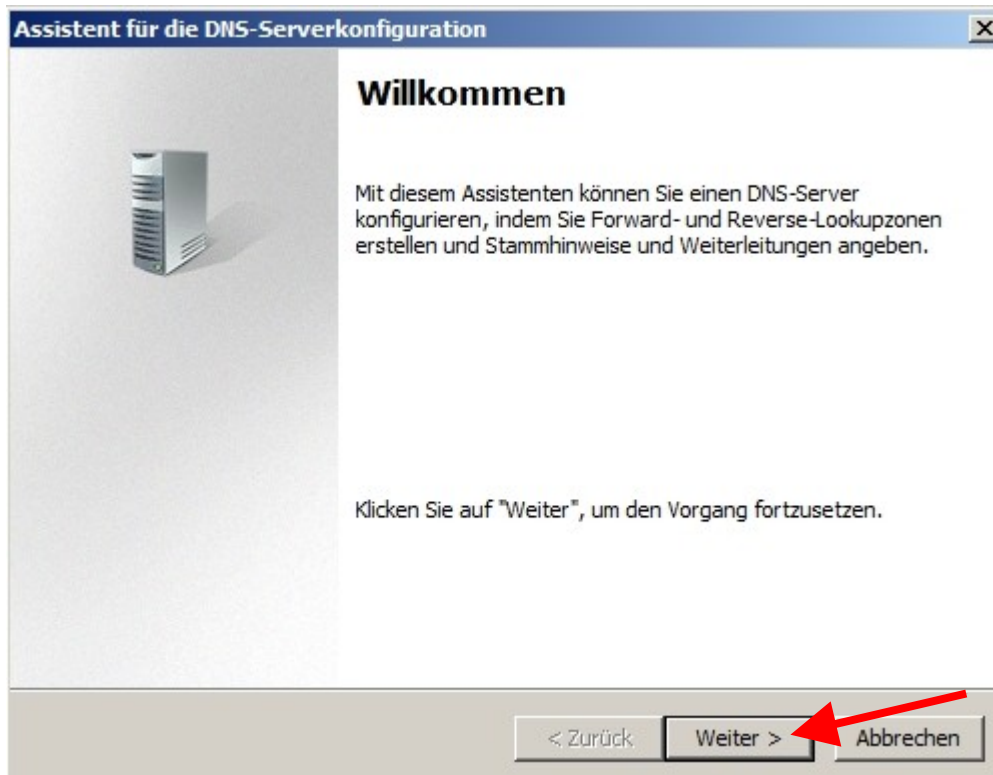 Assistent für die DNS-Serverkonfiguration
Willkommen
Mit diesem Assistenten können Sie einen DNS-Server
konfigurieren, indem Sie Forward- und Reverse-Lookupzonen
erstellen und Stammhinweise und Weiterleitungen angeben.
Klicken Sie auf "Weiter", um den Vorgang fortzusetzen.
< Zurück Weiter > Abbrechen